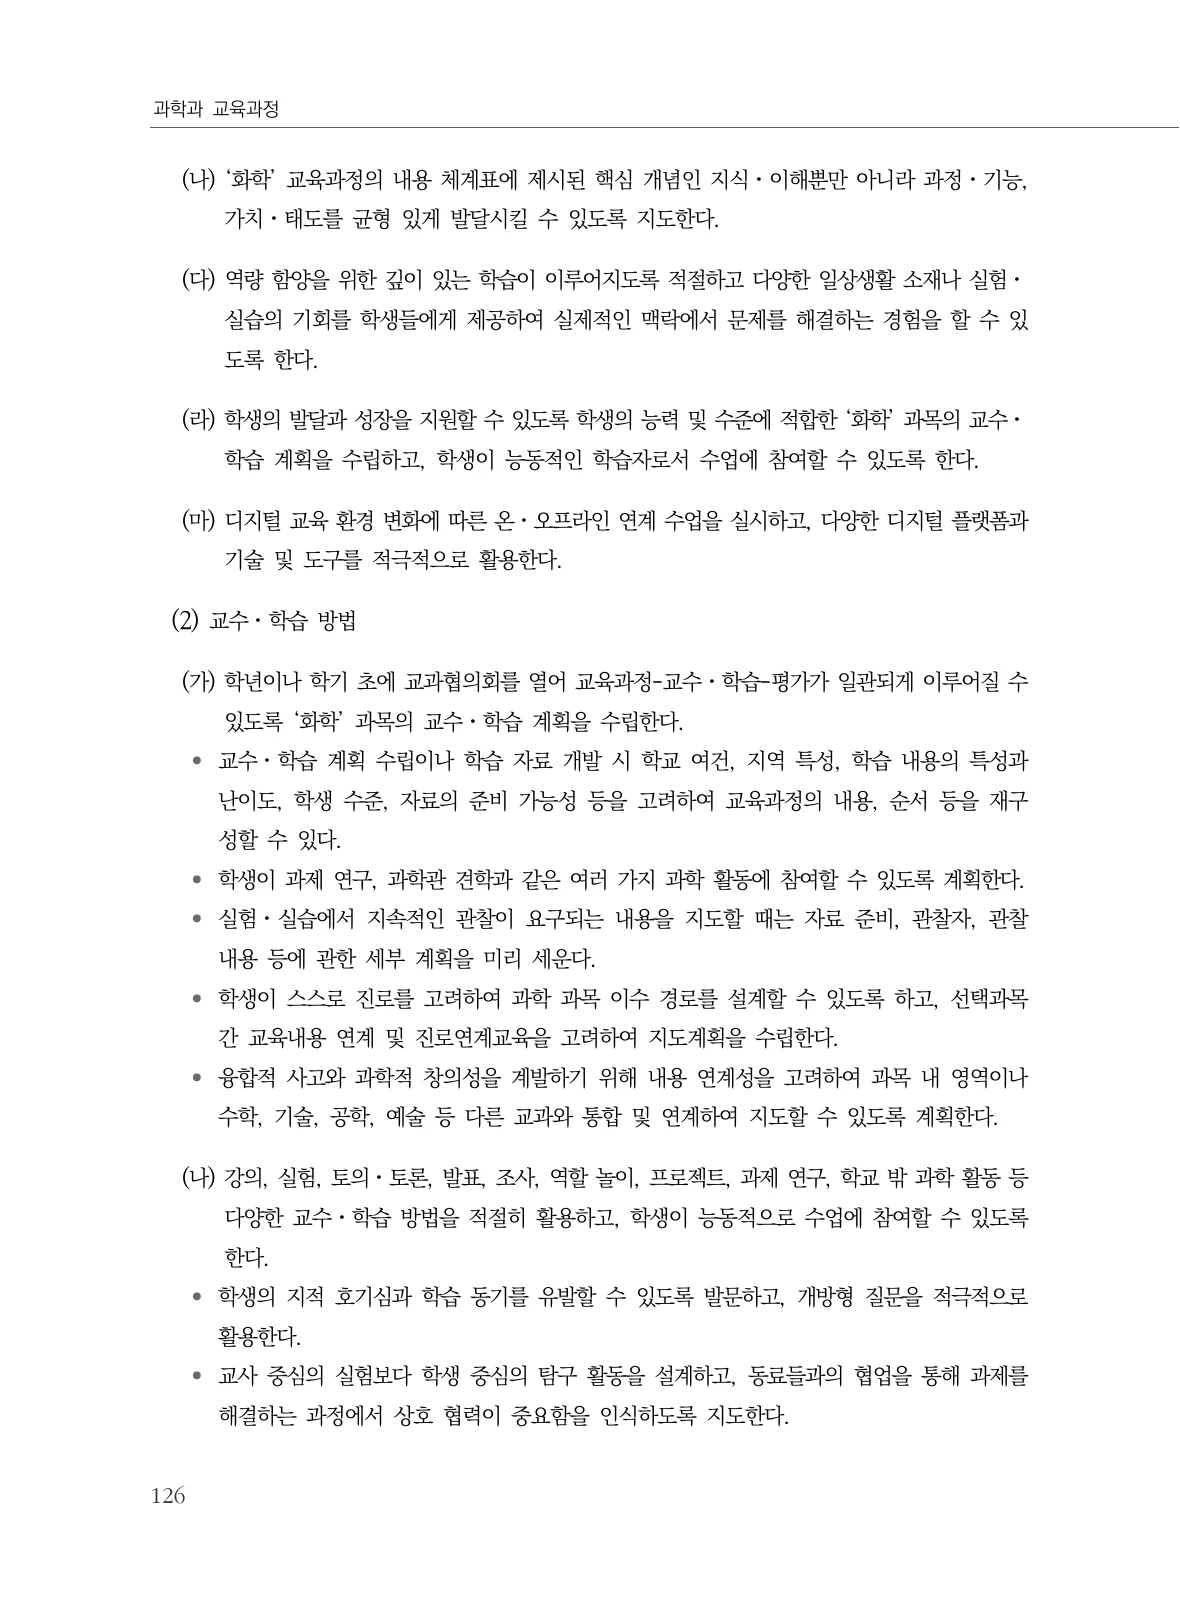 과학과 교육과정
(나) ‘화학’ 교육과정의 내용 체계표에 제시된 핵심 개념인 지식・이해뿐만 아니라 과정・기능,
가치・태도를 균형 있게 발달시킬 수 있도록 지도한다.
(다) 역량 함양을 위한 깊이 있는 학습이 이루어지도록 적절하고 다양한 일상생활 소재나 실험・
실습의 기회를 학생들에게 제공하여 실제적인 맥락에서 문제를 해결하는 경험을 할 수 있
도록 한다.
(라) 학생의 발달과 성장을 지원할 수 있도록 학생의 능력 및 수준에 적합한 ‘화학’ 과목의 교수・
학습 계획을 수립하고, 학생이 능동적인 학습자로서 수업에 참여할 수 있도록 한다.
(마) 디지털 교육 환경 변화에 따른 온・오프라인 연계 수업을 실시하고, 다양한 디지털 플랫폼과
기술 및 도구를 적극적으로 활용한다.
(2) 교수・학습 방법
(가) 학년이나 학기 초에 교과협의회를 열어 교육과정-교수・학습-평가가 일관되게 이루어질 수
있도록 ‘화학’ 과목의 교수・학습 계획을 수립한다.
• 교수・학습 계획 수립이나 학습 자료 개발 시 학교 여건, 지역 특성, 학습 내용의 특성과
난이도, 학생 수준, 자료의 준비 가능성 등을 고려하여 교육과정의 내용, 순서 등을 재구
성할 수 있다.
• 학생이 과제 연구, 과학관 견학과 같은 여러 가지 과학 활동에 참여할 수 있도록 계획한다.
• 실험・실습에서 지속적인 관찰이 요구되는 내용을 지도할 때는 자료 준비, 관찰자, 관찰
내용 등에 관한 세부 계획을 미리 세운다.
• 학생이 스스로 진로를 고려하여 과학 과목 이수 경로를 설계할 수 있도록 하고, 선택과목
간 교육내용 연계 및 진로연계교육을 고려하여 지도계획을 수립한다.
• 융합적 사고와 과학적 창의성을 계발하기 위해 내용 연계성을 고려하여 과목 내 영역이나
수학, 기술, 공학, 예술 등 다른 교과와 통합 및 연계하여 지도할 수 있도록 계획한다.
(나) 강의, 실험, 토의・토론, 발표, 조사, 역할 놀이, 프로젝트, 과제 연구, 학교 밖 과학 활동 등
다양한 교수・학습 방법을 적절히 활용하고, 학생이 능동적으로 수업에 참여할 수 있도록
한다.
• 학생의 지적 호기심과 학습 동기를 유발할 수 있도록 발문하고, 개방형 질문을 적극적으로
활용한다.
• 교사 중심의 실험보다 학생 중심의 탐구 활동을 설계하고, 동료들과의 협업을 통해 과제를
해결하는 과정에서 상호 협력이 중요함을 인식하도록 지도한다.
126